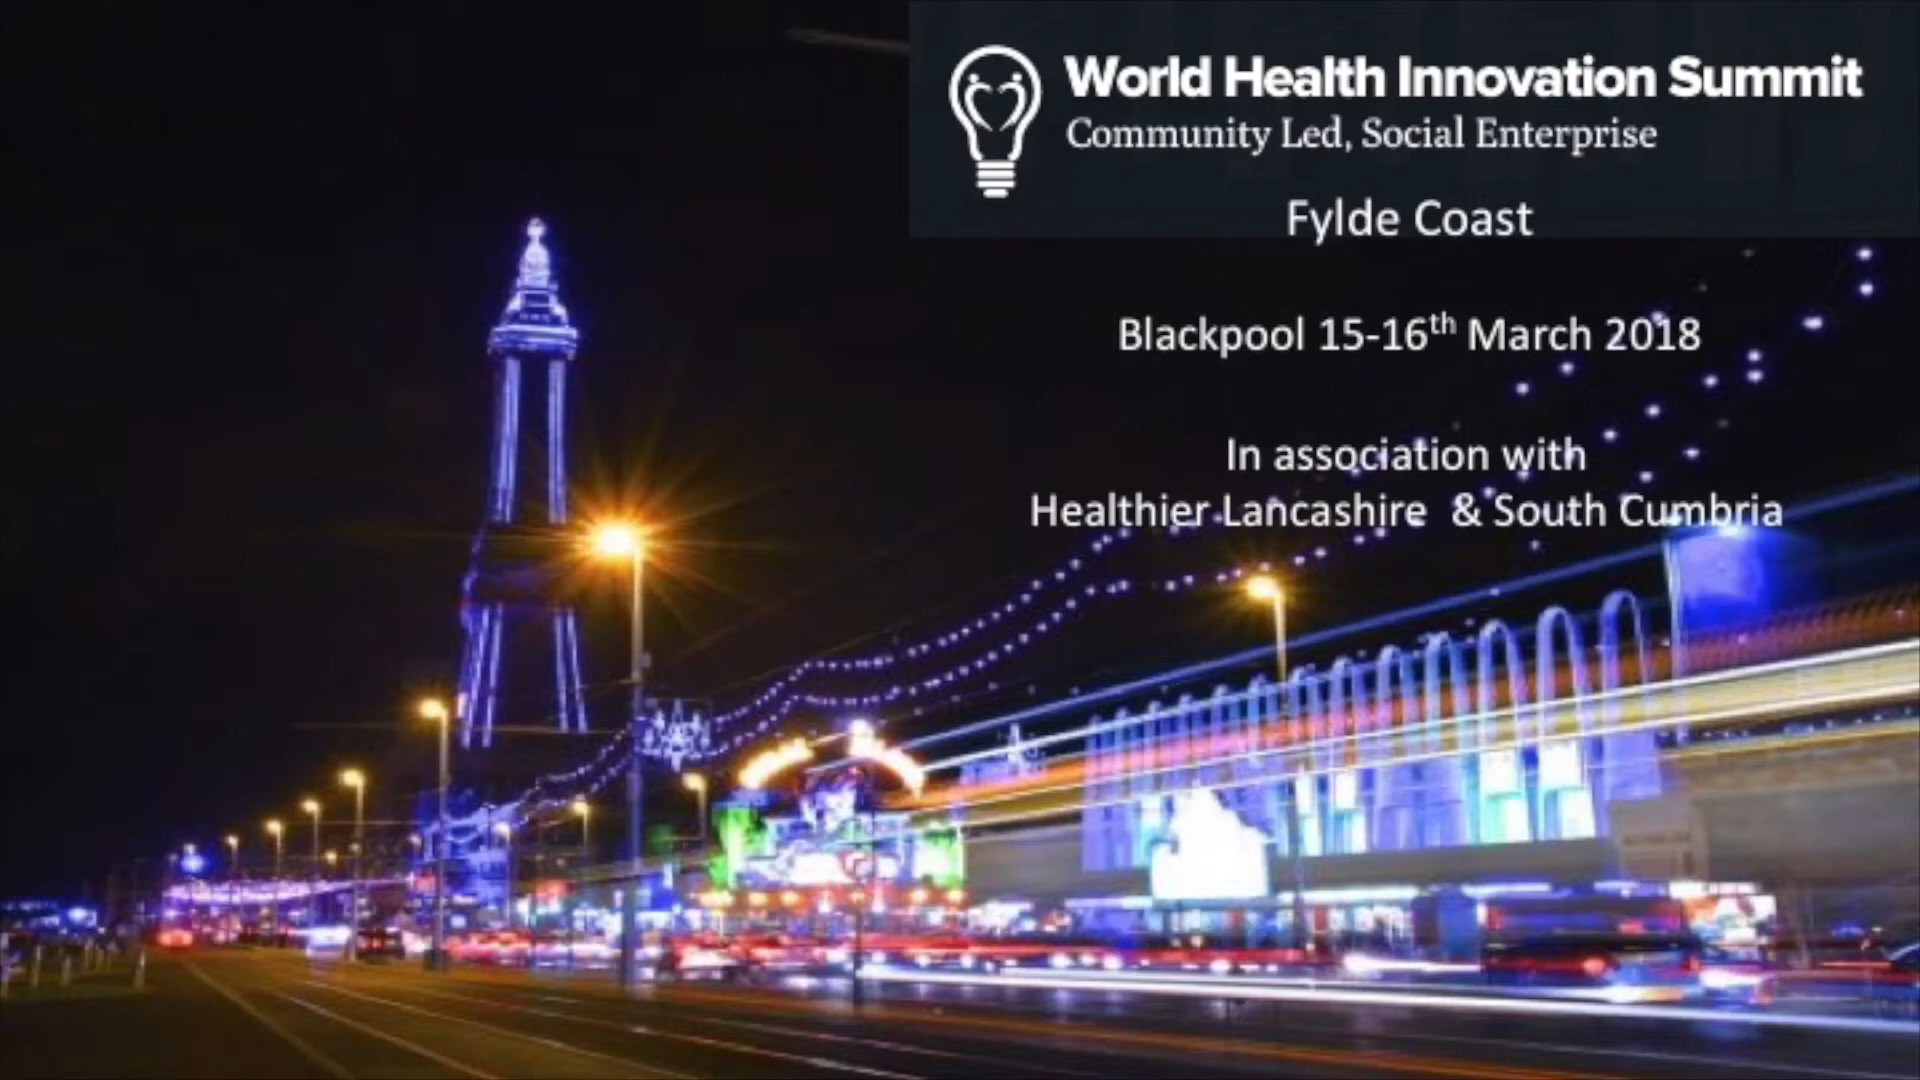 World Health Innovation Summit
Community Led, Social Enterprise
Fylde Coast
Blackpool 15-16th March 2018
In association with
Healthier Lancashire & South Cumbria